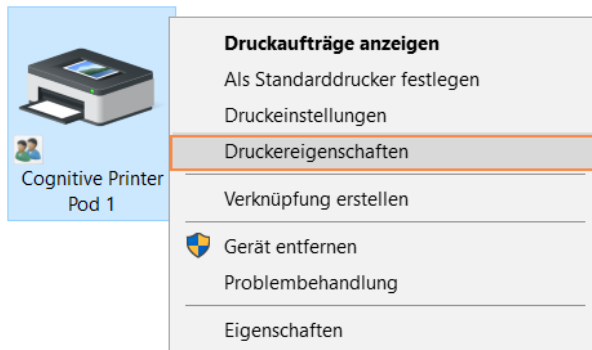 Druckaufträge anzeigen
Als Standarddrucker festlegen
Druckeinstellungen
Druckereigenschaften
Cognitive Printer
Pod 1
Verknüpfung erstellen
Gerät entfernen
Problembehandlung
Eigenschaften